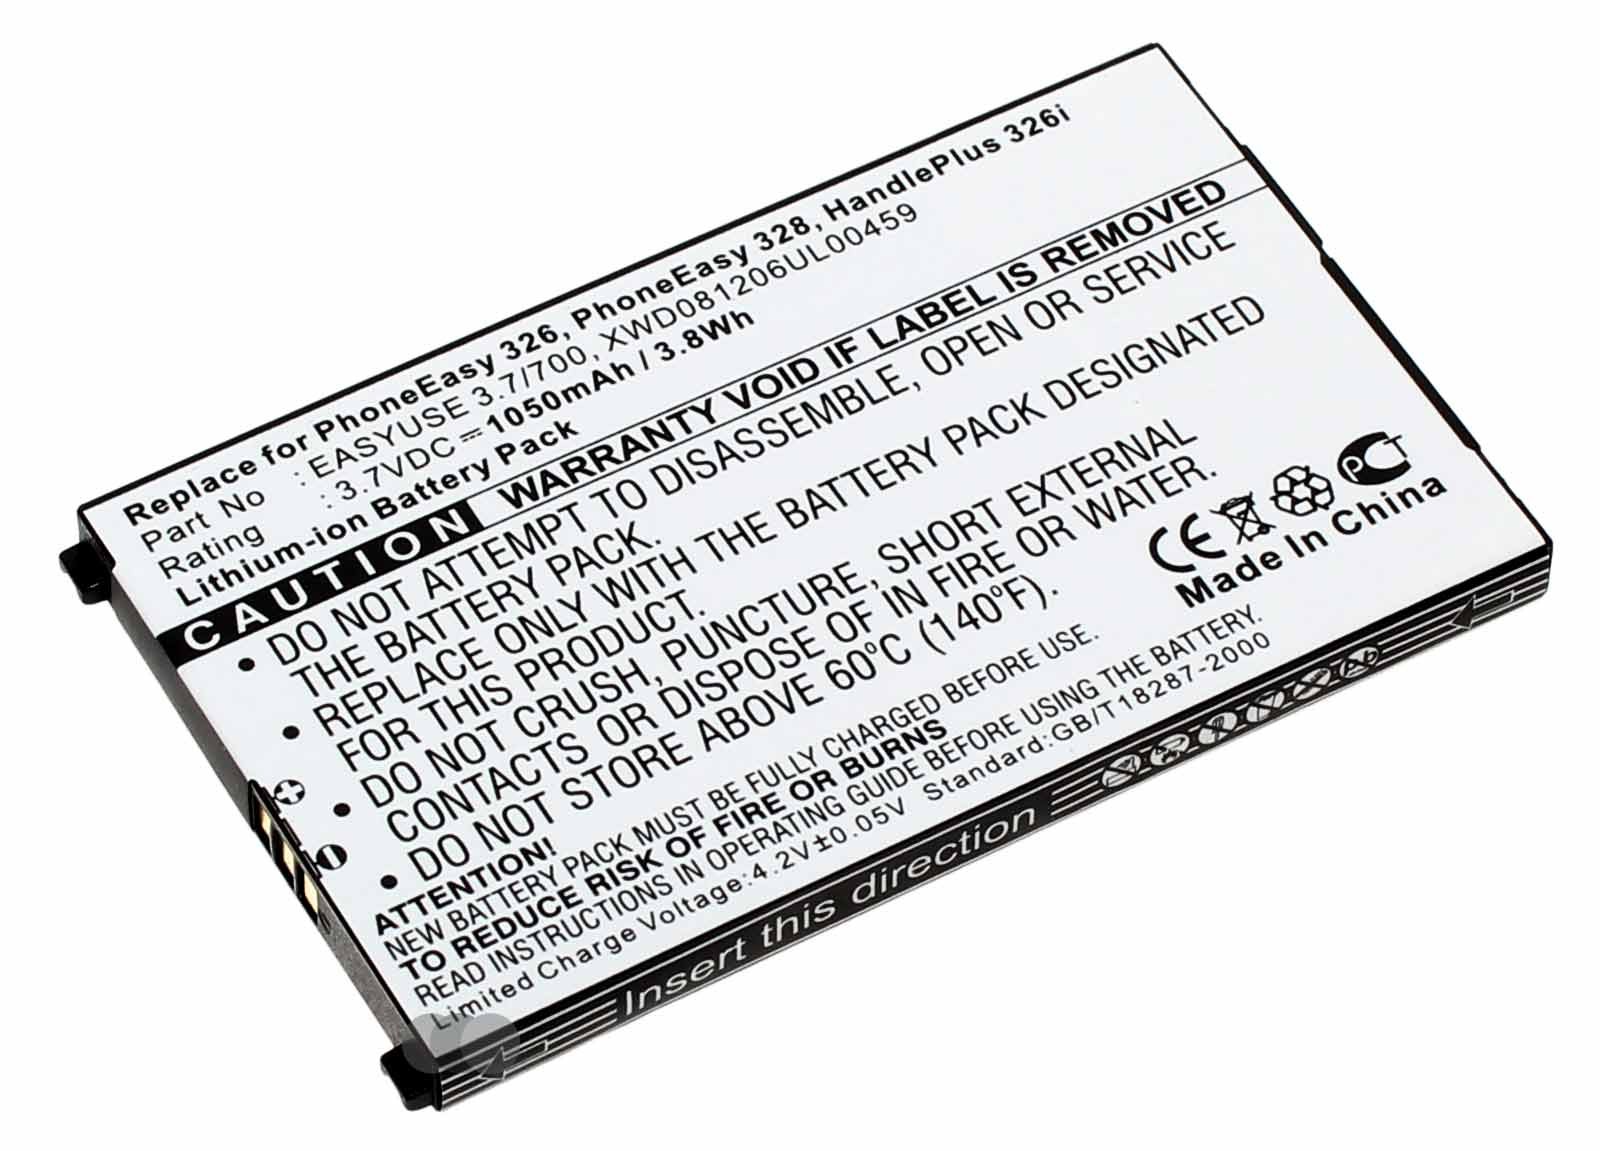 Replace for PhoneEasy 326, PhoneEasy 328, HandlePlus 326i
Part No : EASYUSE 3.7/700, XWD081206UL00459
Rating : 3.7VDC ⎓ 1050mAh / 3.8Wh
Lithium-ion Battery Pack
CAUTION WARRANTY VOID IF LABEL IS REMOVED
• DO NOT ATTEMPT TO DISASSEMBLE, OPEN OR SERVICE
THE BATTERY PACK.
• REPLACE ONLY WITH THE BATTERY PACK DESIGNATED
FOR THIS PRODUCT.
• DO NOT CRUSH, PUNCTURE, SHORT EXTERNAL
CONTACTS OR DISPOSE OF IN FIRE OR WATER.
• DO NOT STORE ABOVE 60°C (140°F).
CE
PCT
Made In China
ATTENTION!
NEW BATTERY PACK MUST BE FULLY CHARGED BEFORE USE.
TO REDUCE RISK OF FIRE OR BURNS
READ INSTRUCTIONS IN OPERATING GUIDE BEFORE USING THE BATTERY.
Limited Charge Voltage:4.2V±0.05V Standard:GB/T18287-2000
+
-
Insert this direction